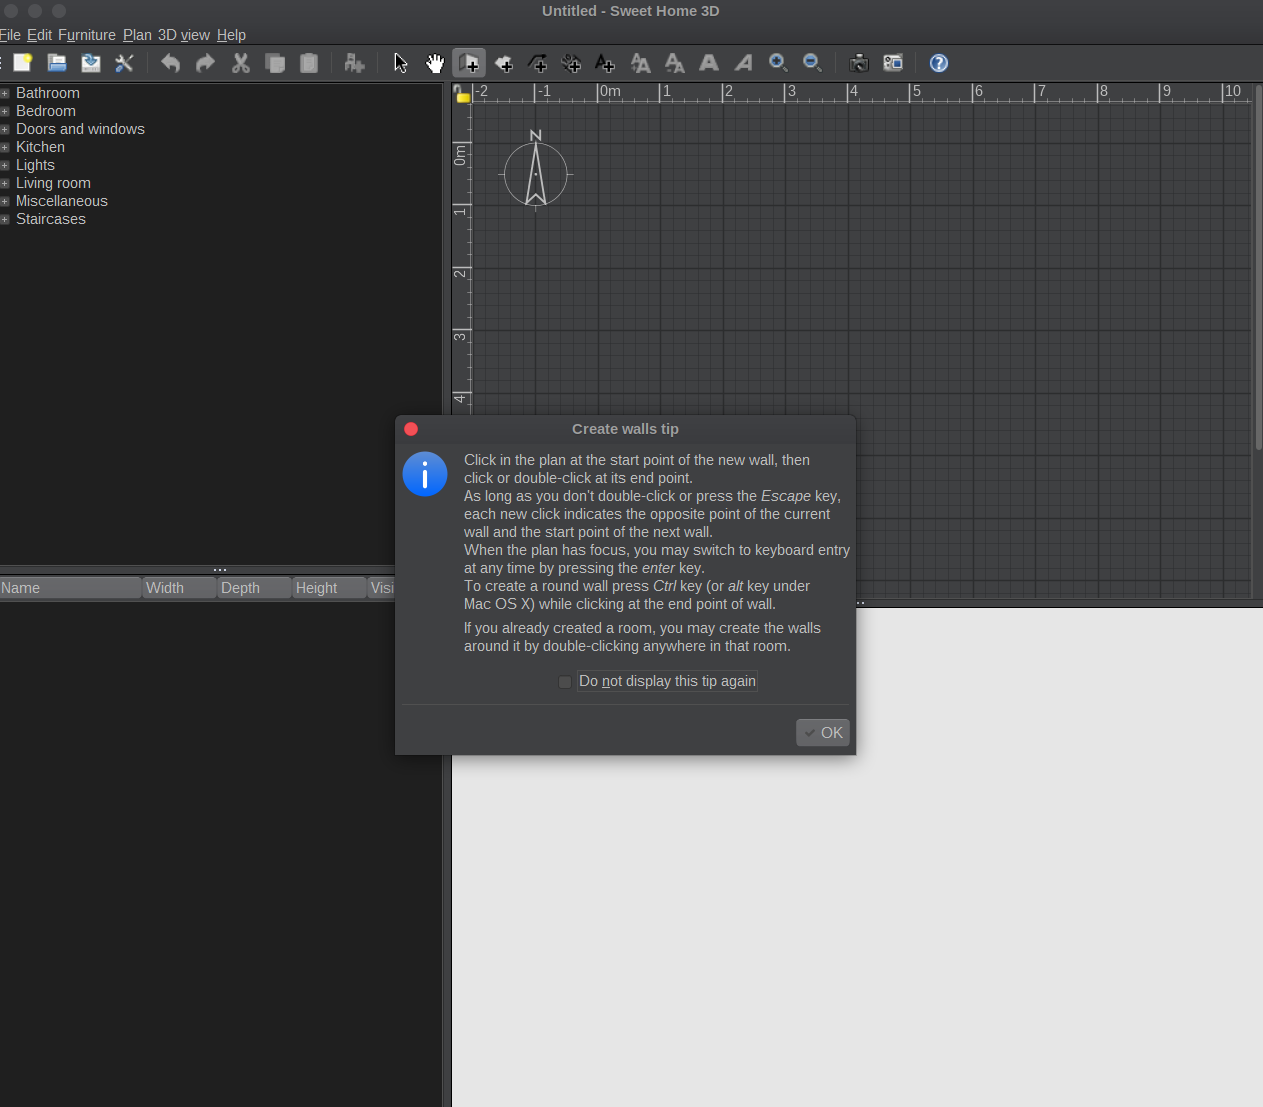 Untitled - Sweet Home 3D
File Edit Furniture Plan 3D view Help
Bathroom
Bedroom
Doors and windows
Kitchen
Lights
Living room
Miscellaneous
Staircases
-2 -1 0m 1 2 3 4 5 6 7 8 9 10
N
0m
1
2
3
4
Name Width Depth Height Visi
Create walls tip
Click in the plan at the start point of the new wall, then
click or double-click at its end point.
As long as you don't double-click or press the Escape key,
each new click indicates the opposite point of the current
wall and the start point of the next wall.
When the plan has focus, you may switch to keyboard entry
at any time by pressing the enter key.
To create a round wall press Ctrl key (or alt key under
Mac OS X) while clicking at the end point of wall.
If you already created a room, you may create the walls
around it by double-clicking anywhere in that room.
Do not display this tip again
OK